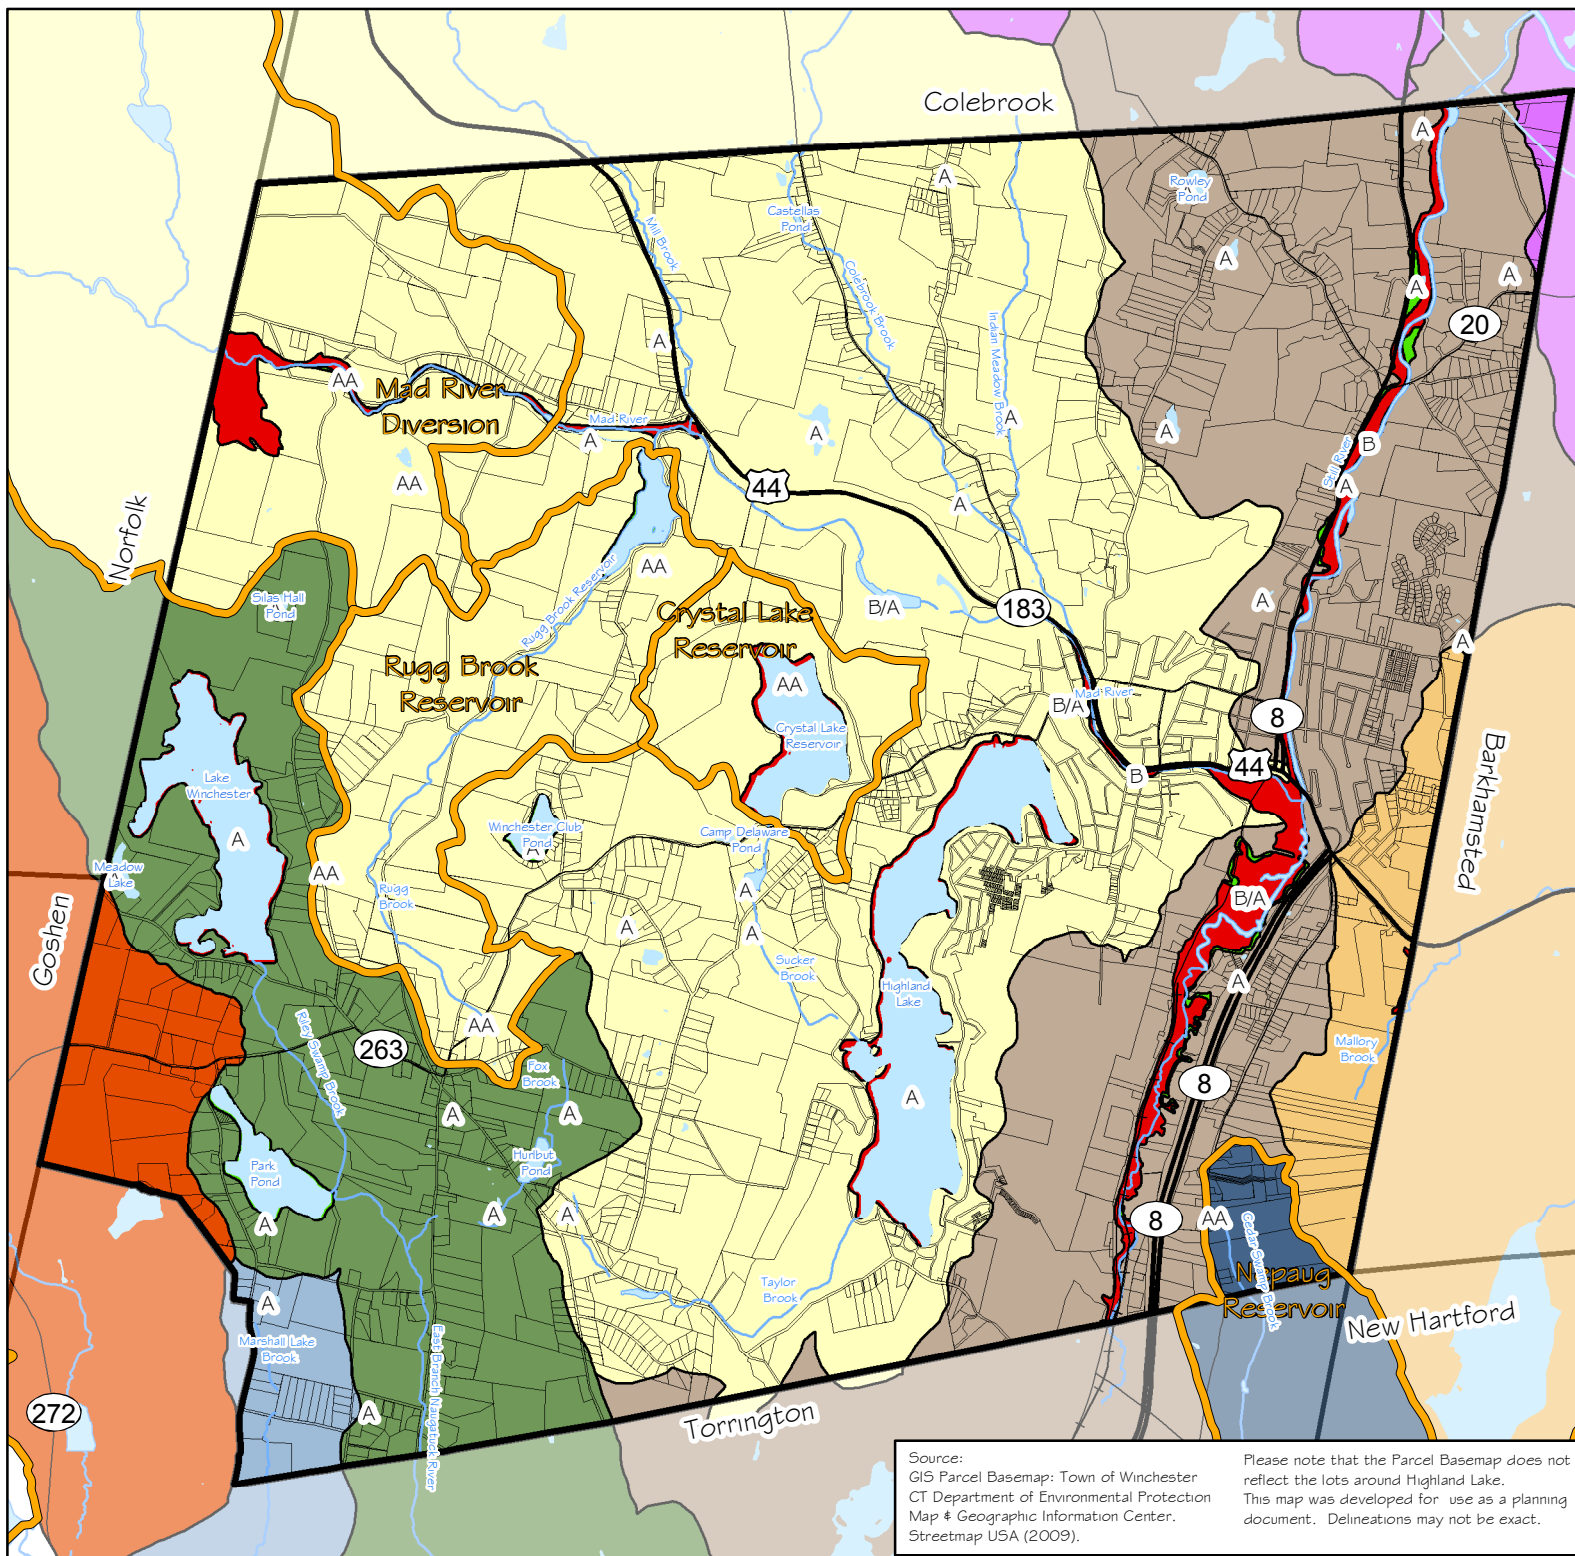 Colebrook
A
Rowley
Pond
A
Castellas
Pond
Mill Brook
A
A
Colebrook Brook
A
Indian Meadow Brook
20
A
AA
Mad River
Diversion
Mad River
A
A
A
A
B
Still River
A
AA
44
A
Norfolk
AA
Rugg Brook Reservoir
Silas Hall
Pond
B/A
183
A
Crystal Lake
Reservoir
A
Rugg Brook
Reservoir
AA
Mad River
B/A
8
Crystal Lake
Reservoir
Barkhamsted
Lake
Winchester
B
44
A
Winchester Club
Pond
A
Camp Delaware
Pond
Meadow
Lake
AA
Rugg
Brook
A
B/A
Goshen
A
A
Sucker
Brook
A
Highland
Lake
Riley Swamp Brook
AA
263
Fox
Brook
Mallory
Brook
A
A
A
8
Park
Pond
Hurlbut
Pond
A
A
A
8
AA
Cedar Swamp Brook
Nepaug
Reservoir
A
Taylor
Brook
Marshall Lake
Brook
East Branch Naugatuck River
New Hartford
272
A
Torrington
Source:
GIS Parcel Basemap: Town of Winchester
CT Department of Environmental Protection
Map & Geographic Information Center.
Streetmap USA (2009).
Please note that the Parcel Basemap does not
reflect the lots around Highland Lake.
This map was developed for use as a planning
document. Delineations may not be exact.